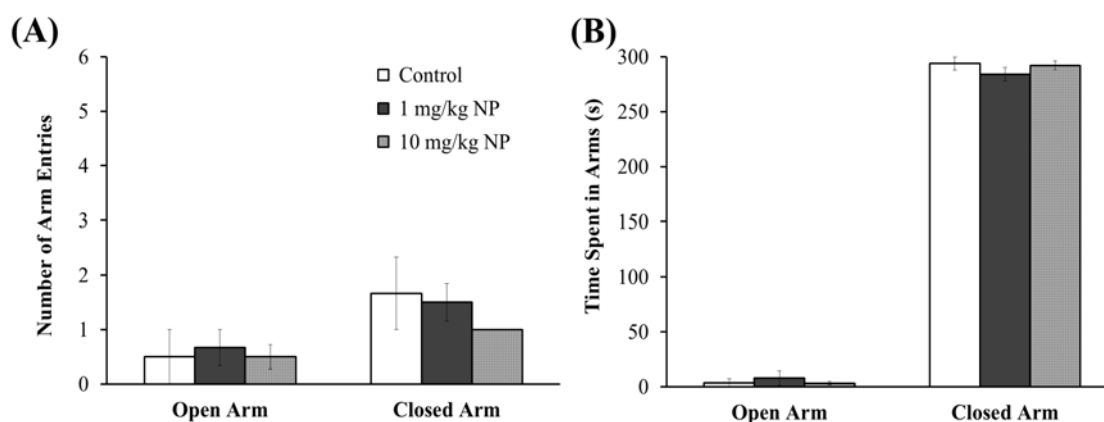 (A)
Number of Arm Entries
6
5
4
3
2
1
0
Control
1 mg/kg NP
10 mg/kg NP
Open Arm
Closed Arm
(B)
Time Spent in Arms (s)
300
250
200
150
100
50
0
Open Arm
Closed Arm